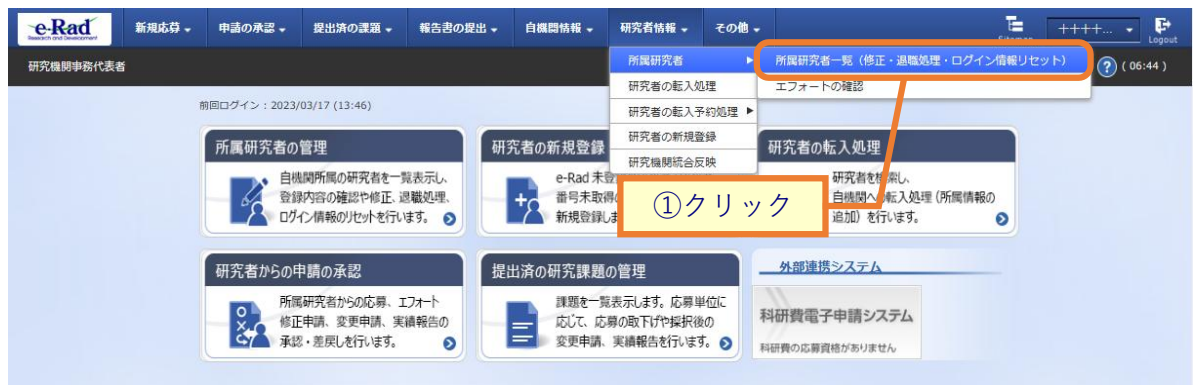 e-Rad
Research and Development
新規応募
申請の承認
提出済の課題
報告書の提出
自機関情報
研究者情報
その他
Sitemap
++++...
Logout
研究機関事務代表者
所属研究者
所属研究者一覧（修正・退職処理・ログイン情報リセット）
? ( 06:44 )
研究者の転入処理
エフォートの確認
研究者の転入予約処理
研究者の新規登録
研究機関統合反映
前回ログイン : 2023/03/17 (13:46)
所属研究者の管理
自機関所属の研究者を一覧表示し、
登録内容の確認や修正、退職処理、
ログイン情報のリセットを行います。
研究者の新規登録
e-Rad 未登
番号未取得の
新規登録しま
①クリック
研究者の転入処理
研究者を検索し、
自機関への転入処理 (所属情報の
追加) を行います。
研究者からの申請の承認
所属研究者からの応募、エフォート
修正申請、変更申請、実績報告の
承認・差戻しを行います。
提出済の研究課題の管理
課題を一覧表示します。応募単位に
応じて、応募の取下げや採択後の
変更申請、実績報告を行います。
外部連携システム
科研費電子申請システム
科研費の応募資格がありません